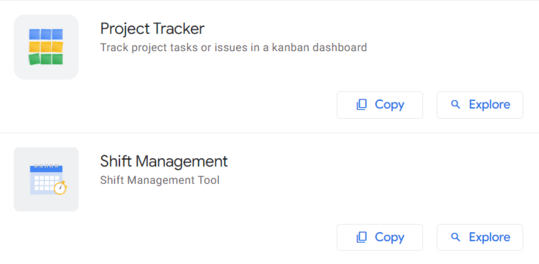 Project Tracker
Track project tasks or issues in a kanban dashboard
Copy
Explore
Shift Management
Shift Management Tool
Copy
Explore